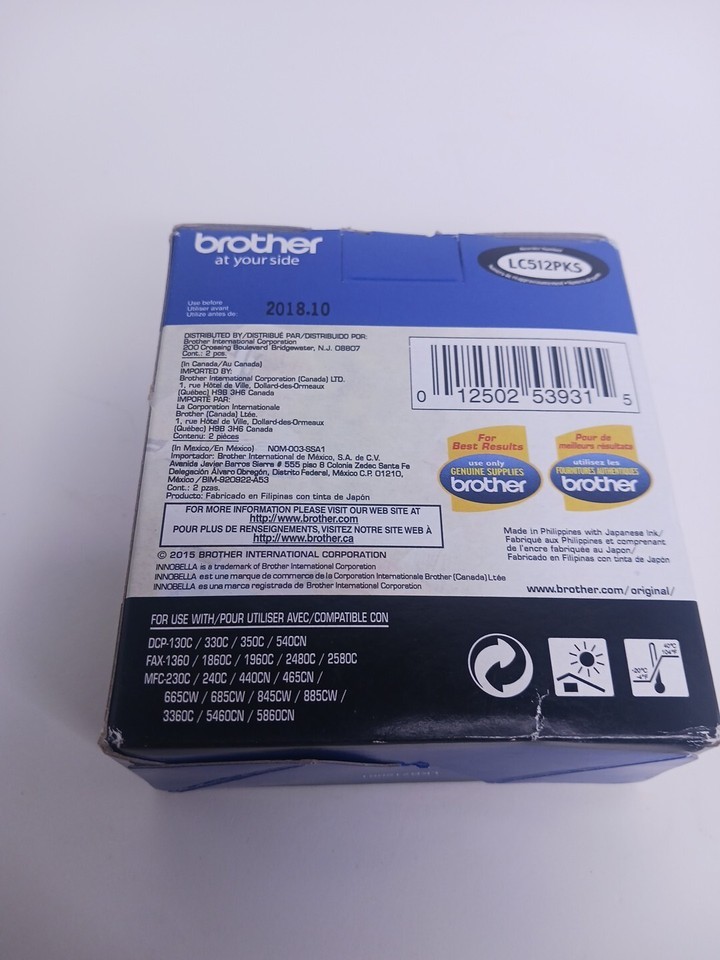 brother
at your side
LC512PKS
Use before
Utiliser avant
Utilize antes de:
2018.10
DISTRIBUTED BY/DISTRIBUÉ PAR/DISTRIBUIDO POR:
Brother International Corporation
200 Crossing Boulevard Bridgewater, N.J. 08807
Cont.: 2 pcs.
(In Canada/Au Canada)
IMPORTED BY:
Brother International Corporation (Canada) LTD.
1, rue Hôtel de Ville, Dollard-des-Ormeaux
(Québec) H9B 3H6 Canada
IMPORTÉ PAR:
La Corporation Internationale
Brother (Canada) Ltée.
1, rue Hôtel de Ville, Dollard-des-Ormeaux
(Québec) H9B 3H6 Canada
Contenu: 2 pièces
(In Mexico/En México) NOM-003-SSA1
Importador: Brother International de México, S.A. de C.V.
Avenida Javier Barros Sierra # 555 piso 8 Colonia Zedec Santa Fe
Delegación Álvaro Obregón, Distrito Federal, México C.P. 01210,
México / BIM-920822-A53
Cont.: 2 pzas.
Producto: Fabricado en Filipinas con tinta de Japón
0 12502 53931 5
For
Best Results
use only
GENUINE SUPPLIES
brother
Pour de
meilleurs résultats
utilisez les
FOURNITURES AUTHENTIQUES
brother
FOR MORE INFORMATION PLEASE VISIT OUR WEB SITE AT
http://www.brother.com
POUR PLUS DE RENSEIGNEMENTS, VISITEZ NOTRE SITE WEB À
http://www.brother.ca
Made in Philippines with Japanese Ink/
Fabriqué aux Philippines et comprenant
de l'encre fabriquée au Japon/
Fabricado en Filipinas con tinta de Japón
© 2015 BROTHER INTERNATIONAL CORPORATION
INNOBELLA is a trademark of Brother International Corporation
INNOBELLA est une marque de commerce de la Corporation Internationale Brother (Canada) Ltée
INNOBELLA es una marca registrada de Brother International Corporation
www.brother.com/original/
FOR USE WITH/POUR UTILISER AVEC/COMPATIBLE CON
DCP-130C / 330C / 350C / 540CN
FAX-1360 / 1860C / 1960C / 2480C / 2580C
MFC-230C / 240C / 440CN / 465CN /
665CW / 685CW / 845CW / 885CW /
3360C / 5460CN / 5860CN
40°C
104°F
-20°C
-4°F